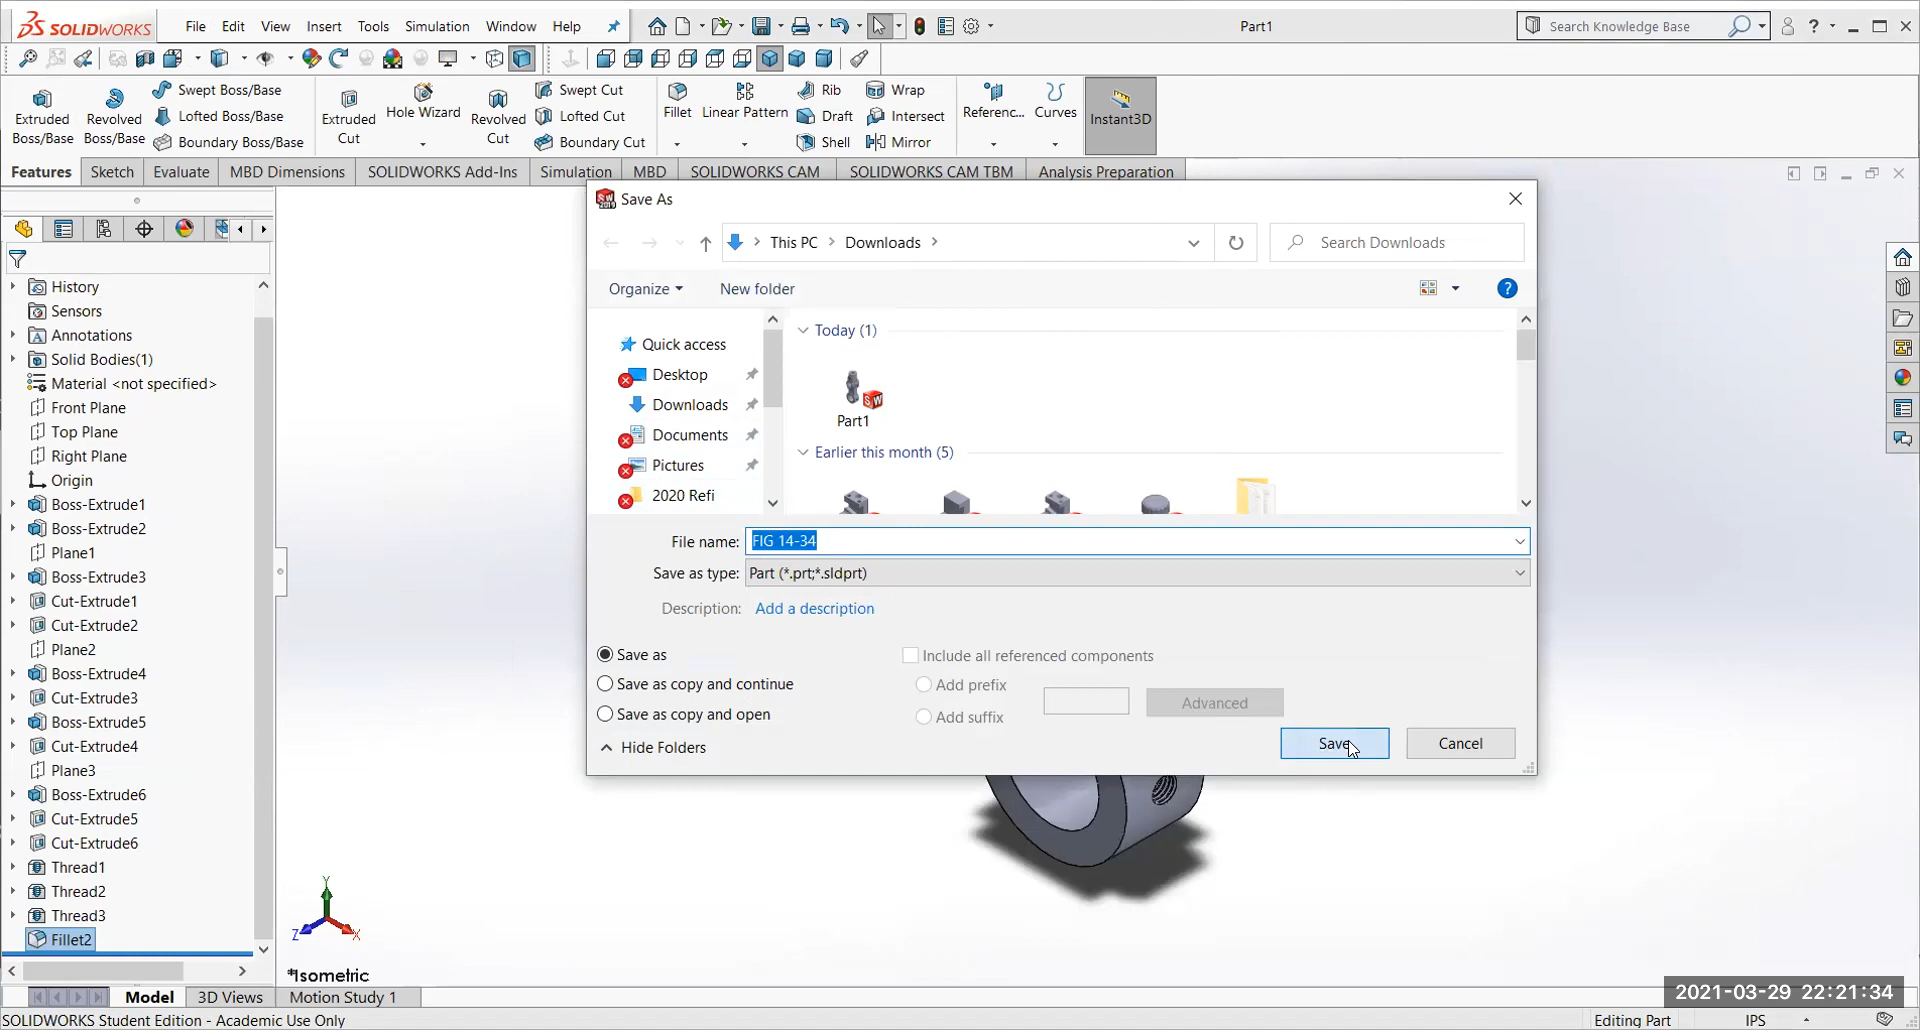 SOLIDWORKS File Edit View Insert Tools Simulation Window Help Part1 Search Knowledge Base ?
Swept Boss/Base
Lofted Boss/Base
Boundary Boss/Base
Extruded Boss/Base
Revolved Boss/Base
Extruded Cut
Hole Wizard
Revolved Cut
Swept Cut
Lofted Cut
Boundary Cut
Fillet
Linear Pattern
Rib
Draft
Shell
Wrap
Intersect
Mirror
Referenc...
Curves
Instant3D
Features Sketch Evaluate MBD Dimensions SOLIDWORKS Add-Ins Simulation MBD SOLIDWORKS CAM SOLIDWORKS CAM TBM Analysis Preparation
History
Sensors
Annotations
Solid Bodies(1)
Material <not specified>
Front Plane
Top Plane
Right Plane
Origin
Boss-Extrude1
Boss-Extrude2
Plane1
Boss-Extrude3
Cut-Extrude1
Cut-Extrude2
Plane2
Boss-Extrude4
Cut-Extrude3
Boss-Extrude5
Cut-Extrude4
Plane3
Boss-Extrude6
Cut-Extrude5
Cut-Extrude6
Thread1
Thread2
Thread3
Fillet2
Save As
This PC > Downloads >
Search Downloads
Organize
New folder
?
Quick access
Desktop
Downloads
Documents
Pictures
2020 Refi
Today (1)
Part1
Earlier this month (5)
File name: FIG 14-34
Save as type: Part (*.prt;*.sldprt)
Description: Add a description
Save as
Save as copy and continue
Save as copy and open
Include all referenced components
Add prefix
Add suffix
Advanced
Hide Folders
Save
Cancel
Y
Z
X
*Isometric
Model 3D Views Motion Study 1
2021-03-29 22:21:34
SOLIDWORKS Student Edition - Academic Use Only
Editing Part IPS